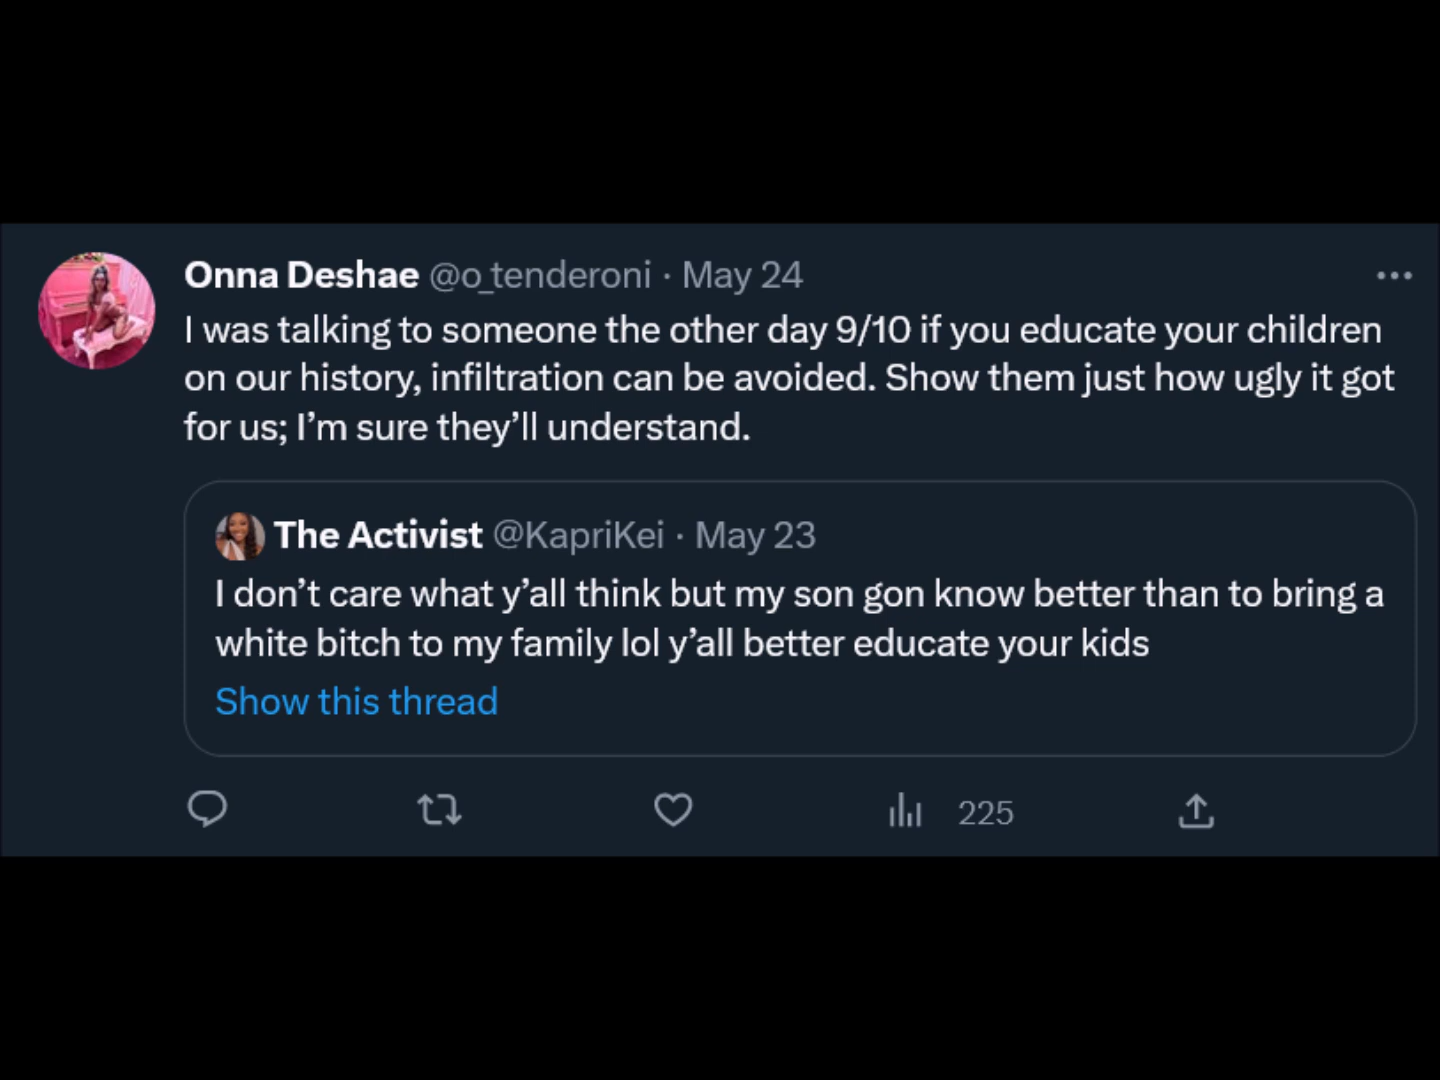 Onna Deshae @o_tenderoni · May 24
I was talking to someone the other day 9/10 if you educate your children
on our history, infiltration can be avoided. Show them just how ugly it got
for us; I’m sure they’ll understand.
The Activist @KapriKei · May 23
I don’t care what y’all think but my son gon know better than to bring a
white bitch to my family lol y’all better educate your kids
Show this thread
225